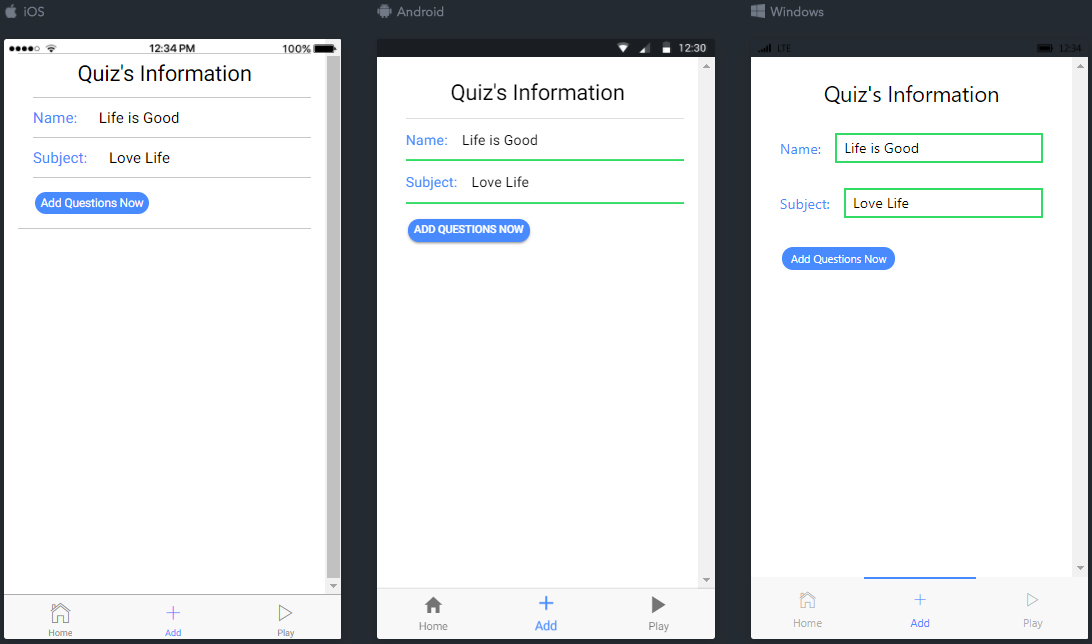 iOS
12:34 PM
100%
Quiz's Information
Name: Life is Good
Subject: Love Life
Add Questions Now
Home Add Play
Android
12:30
Quiz's Information
Name: Life is Good
Subject: Love Life
ADD QUESTIONS NOW
Home Add Play
Windows
LTE 12:34
Quiz's Information
Name: Life is Good
Subject: Love Life
Add Questions Now
Home Add Play